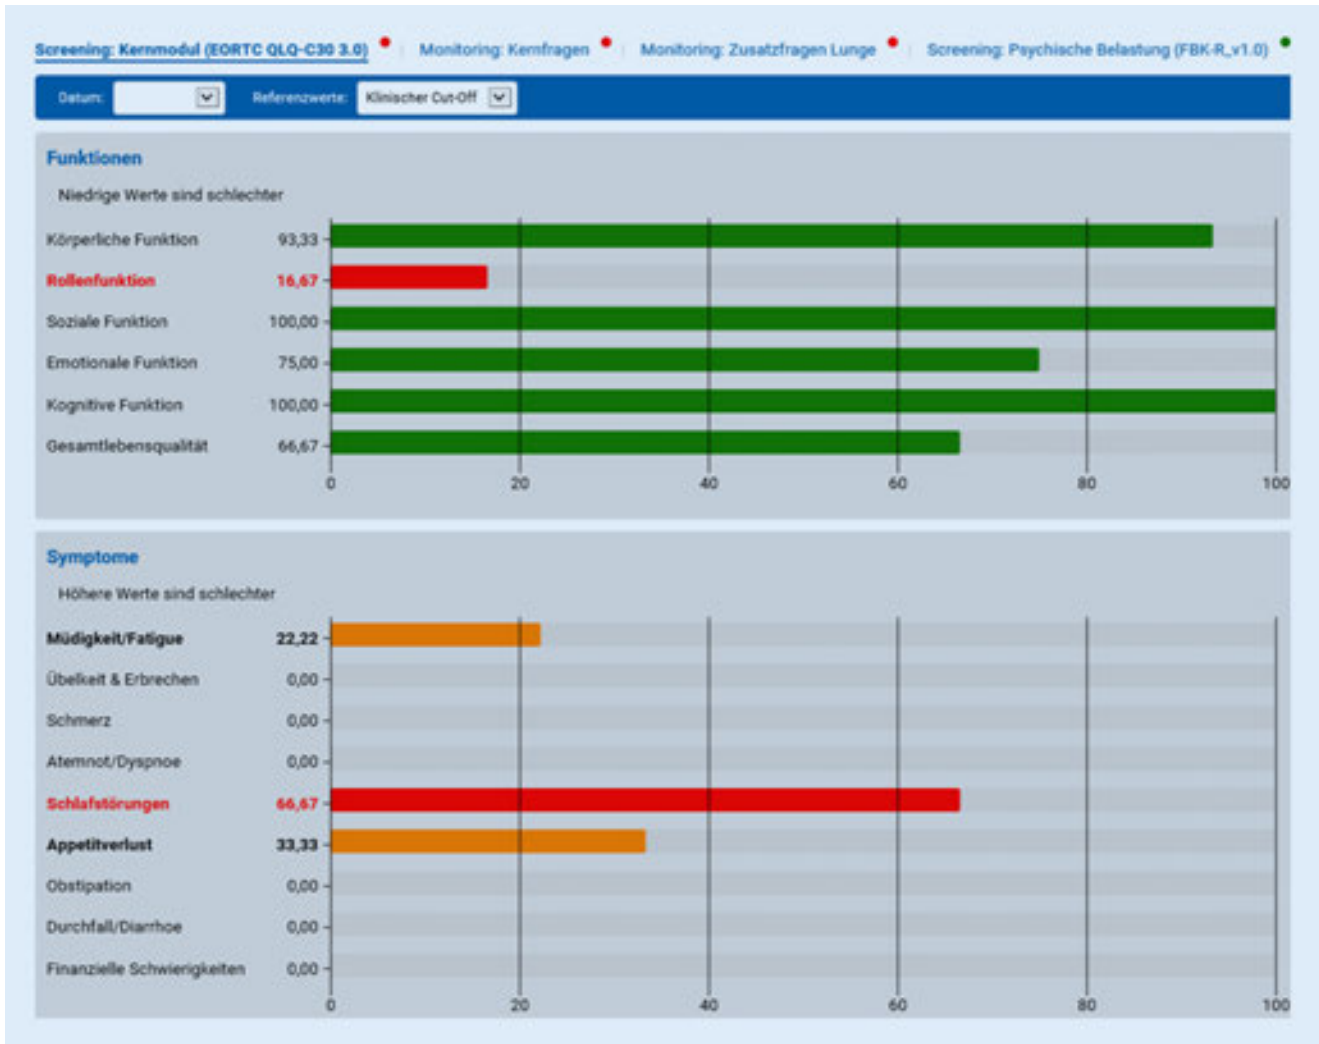 Screening: Kernmodul (EORTC QLQ-C30 3.0) Monitoring: Kernfragen Monitoring: Zusatzfragen Lunge Screening: Psychische Belastung (FBK-R_v1.0)
Datum: Referenzwerte: Klinischer Cut-Off
Funktionen
Niedrige Werte sind schlechter
Körperliche Funktion 93,33
Rollenfunktion 16,67
Soziale Funktion 100,00
Emotionale Funktion 75,00
Kognitive Funktion 100,00
Gesamtlebensqualität 66,67
0 20 40 60 80 100
Symptome
Höhere Werte sind schlechter
Müdigkeit/Fatigue 22,22
Übelkeit & Erbrechen 0,00
Schmerz 0,00
Atemnot/Dyspnoe 0,00
Schlafstörungen 66,67
Appetitverlust 33,33
Obstipation 0,00
Durchfall/Diarrhoe 0,00
Finanzielle Schwierigkeiten 0,00
0 20 40 60 80 100